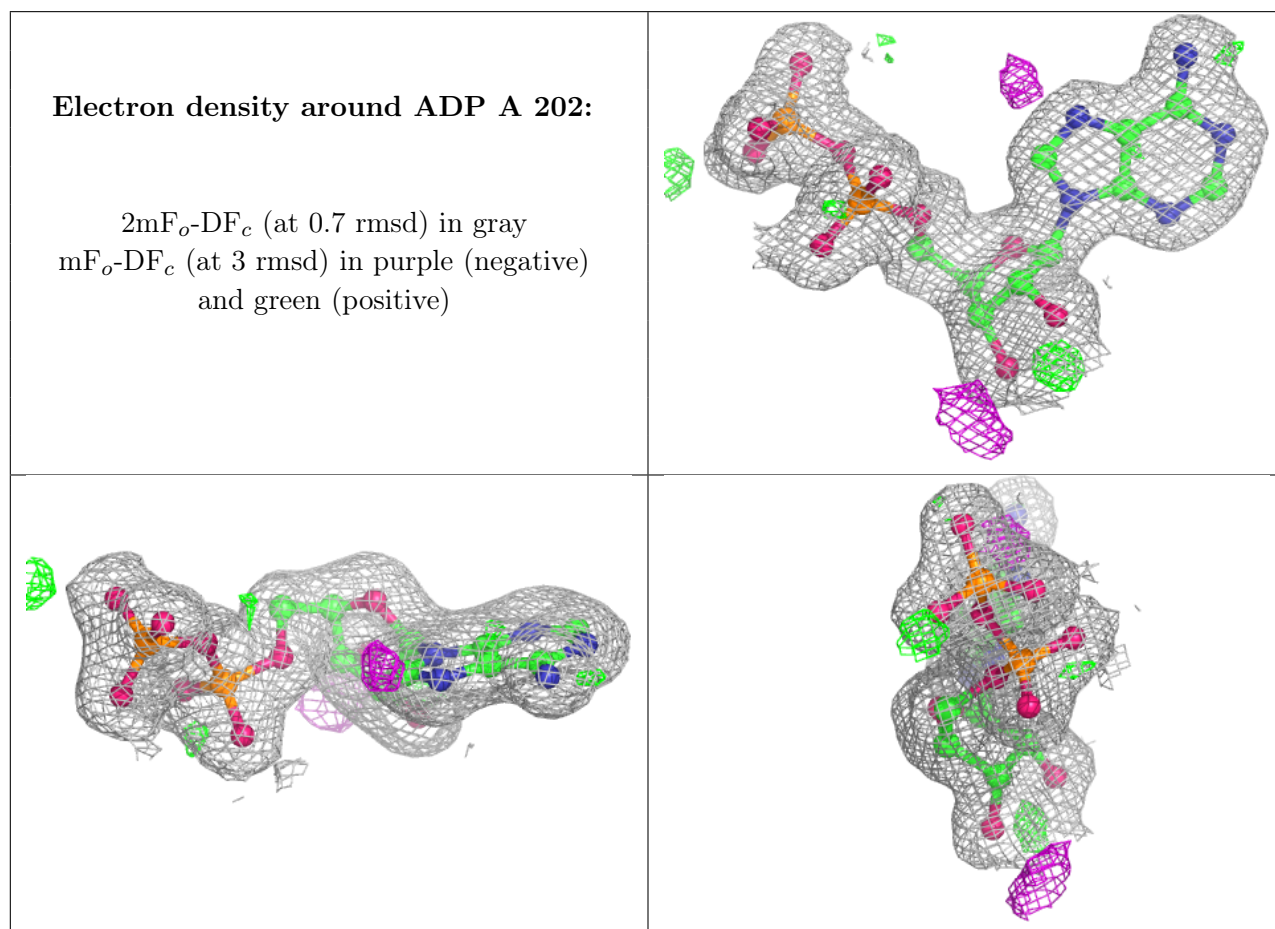 Electron density around ADP A 202:
2mFₒ-DF𝒸 (at 0.7 rmsd) in gray
mFₒ-DF𝒸 (at 3 rmsd) in purple (negative)
and green (positive)